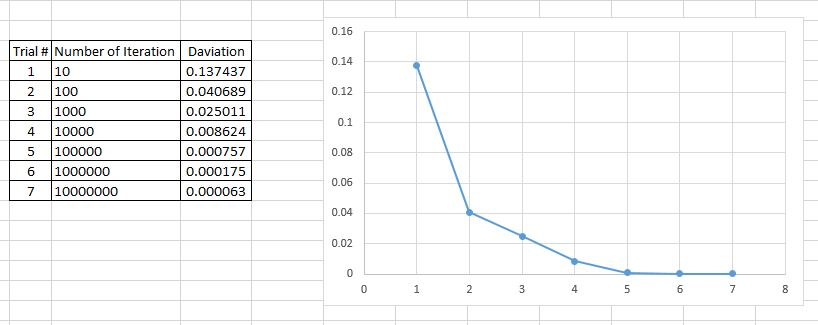 Trial # Number of Iteration Daviation
1 10 0.137437
2 100 0.040689
3 1000 0.025011
4 10000 0.008624
5 100000 0.000757
6 1000000 0.000175
7 10000000 0.000063
0.16
0.14
0.12
0.1
0.08
0.06
0.04
0.02
0
0 1 2 3 4 5 6 7 8